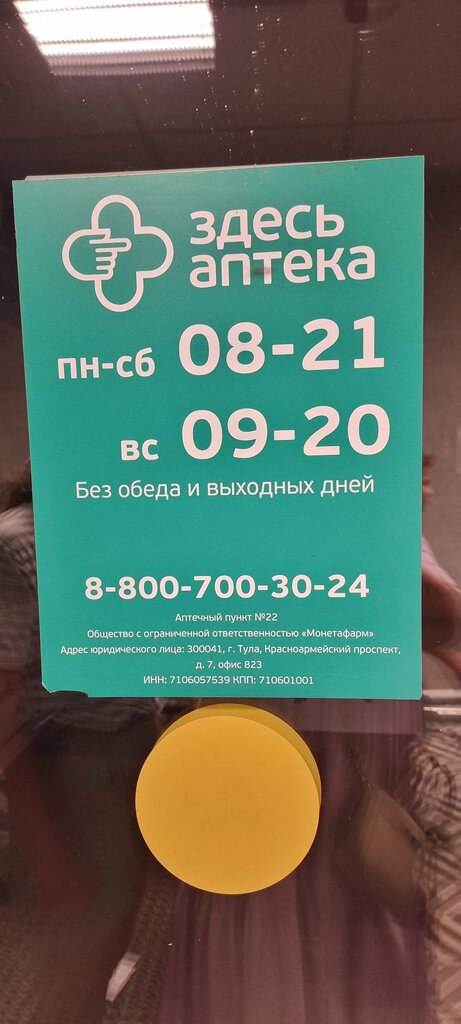 здесь
аптека
пн-сб 08-21
вс 09-20
Без обеда и выходных дней
8-800-700-30-24
Аптечный пункт №22
Общество с ограниченной ответственностью «Монетафарм»
Адрес юридического лица: 300041, г. Тула, Красноармейский проспект,
д. 7, офис 823
ИНН: 7106057539 КПП: 710601001